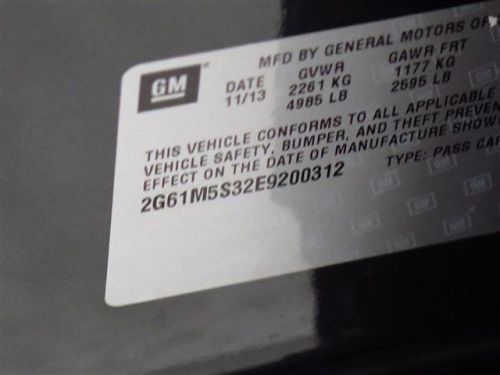 GM
MFD BY GENERAL MOTORS OF
DATE GVWR GAWR FRT
11/13 2261 KG 1177 KG
4985 LB 2595 LB
THIS VEHICLE CONFORMS TO ALL APPLICABLE
VEHICLE SAFETY, BUMPER, AND THEFT PREVE
EFFECT ON THE DATE OF MANUFACTURE SHOW
2G61M5S32E9200312 TYPE: PASS CAR